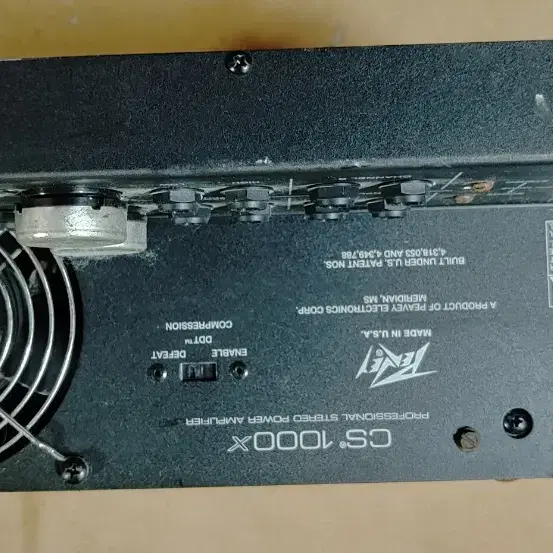 CS® 1000X
PROFESSIONAL STEREO POWER AMPLIFIER
PEAVEY®
MADE IN U.S.A.
ENABLE
DEFEAT
DDT™
COMPRESSION
A PRODUCT OF PEAVEY ELECTRONICS CORP.
MERIDIAN, MS
BUILT UNDER U.S. PATENT NOS.
4,318,053 AND 4,349,788